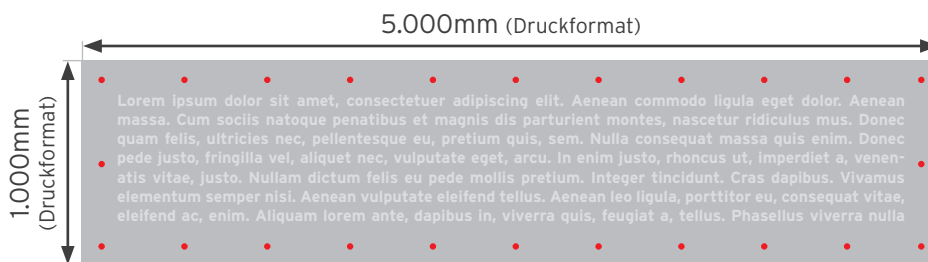 5.000mm (Druckformat)
1.000mm
(Druckformat)
Lorem ipsum dolor sit amet, consectetuer adipiscing elit. Aenean commodo ligula eget dolor. Aenean
massa. Cum sociis natoque penatibus et magnis dis parturient montes, nascetur ridiculus mus. Donec
quam felis, ultricies nec, pellentesque eu, pretium quis, sem. Nulla consequat massa quis enim. Donec
pede justo, fringilla vel, aliquet nec, vulputate eget, arcu. In enim justo, rhoncus ut, imperdiet a, venen-
atis vitae, justo. Nullam dictum felis eu pede mollis pretium. Integer tincidunt. Cras dapibus. Vivamus
elementum semper nisi. Aenean vulputate eleifend tellus. Aenean leo ligula, porttitor eu, consequat vitae,
eleifend ac, enim. Aliquam lorem ante, dapibus in, viverra quis, feugiat a, tellus. Phasellus viverra nulla